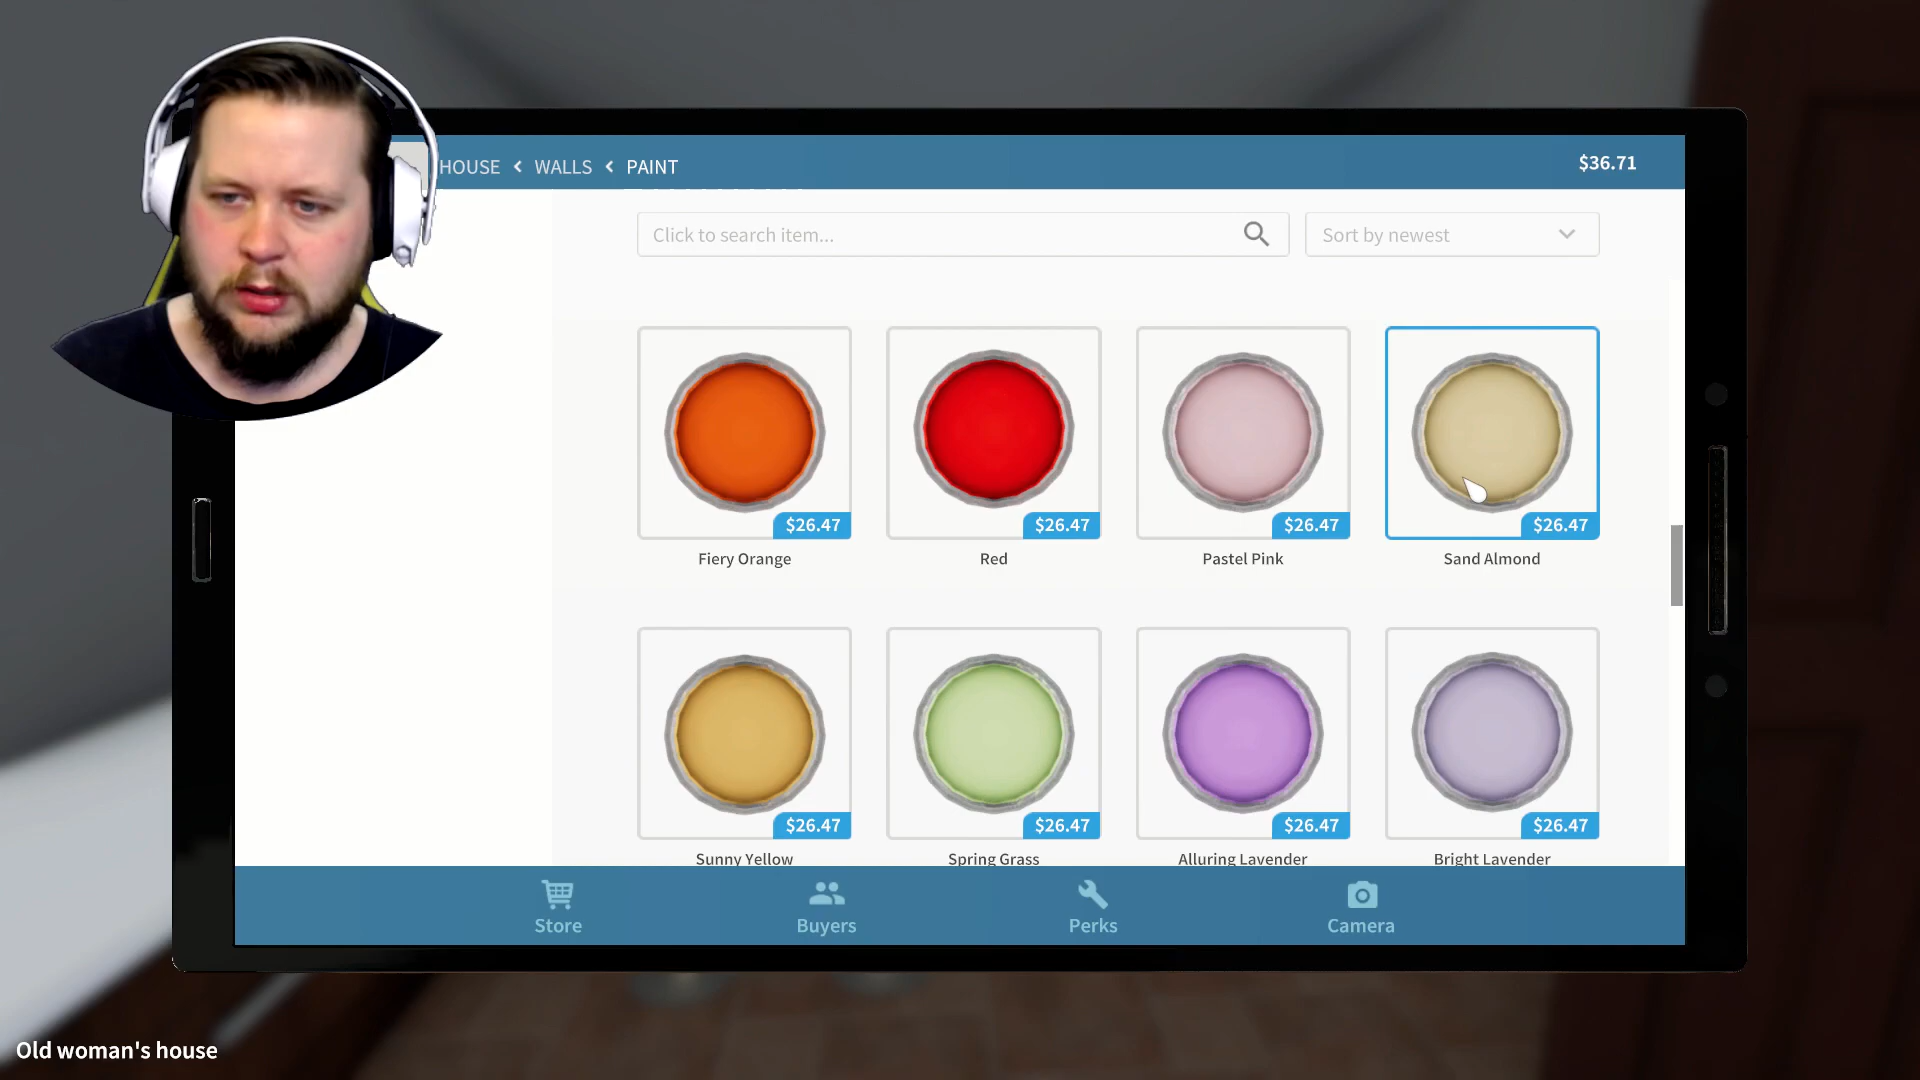 HOUSE < WALLS < PAINT
$36.71
Click to search item...
Sort by newest
$26.47
$26.47
$26.47
$26.47
Fiery Orange
Red
Pastel Pink
Sand Almond
$26.47
$26.47
$26.47
$26.47
Sunny Yellow
Spring Grass
Alluring Lavender
Bright Lavender
Store
Buyers
Perks
Camera
Old woman's house